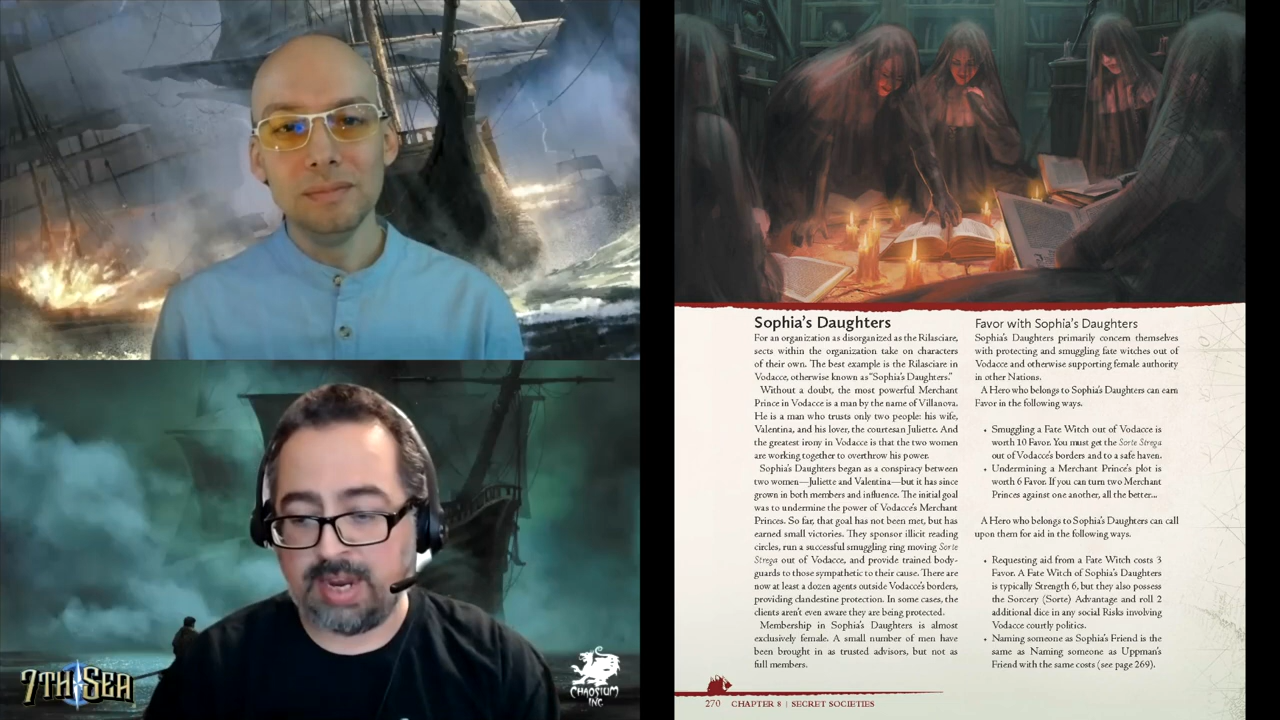 7TH SEA
CHAOSIUM
INC
Sophia's Daughters
For an organization as disorganized as the Rilasciare,
sects within the organization take on characters
of their own. The best example is the Rilasciare in
Vodacce, otherwise known as "Sophia's Daughters."
Without a doubt, the most powerful Merchant
Prince in Vodacce is a man by the name of Villanova.
He is a man who trusts only two people: his wife,
Valentina, and his lover, the courtesan Juliette. And
the greatest irony in Vodacce is that the two women
are working together to overthrow his power.
Sophia's Daughters began as a conspiracy between
two women—Juliette and Valentina—but it has since
grown in both members and influence. The initial goal
was to undermine the power of Vodacce's Merchant
Princes. So far, that goal has not been met, but has
earned small victories. They sponsor illicit reading
circles, run a successful smuggling ring moving Sorte
Strega out of Vodacce, and provide trained body-
guards to those sympathetic to their cause. There are
now at least a dozen agents outside Vodacce's borders,
providing clandestine protection. In some cases, the
clients aren't even aware they are being protected.
Membership in Sophia's Daughters is almost
exclusively female. A small number of men have
been brought in as trusted advisors, but not as
full members.
Favor with Sophia's Daughters
Sophia's Daughters primarily concern themselves
with protecting and smuggling fate witches out of
Vodacce and otherwise supporting female authority
in other Nations.
A Hero who belongs to Sophia's Daughters can earn
Favor in the following ways.
• Smuggling a Fate Witch out of Vodacce is
worth 10 Favor. You must get the Sorte Strega
out of Vodacce's borders and to a safe haven.
• Undermining a Merchant Prince's plot is
worth 6 Favor. If you can turn two Merchant
Princes against one another, all the better...
A Hero who belongs to Sophia's Daughters can call
upon them for aid in the following ways.
• Requesting aid from a Fate Witch costs 3
Favor. A Fate Witch of Sophia's Daughters
is typically Strength 6, but they also possess
the Sorcery (Sorte) Advantage and roll 2
additional dice in any social Risks involving
Vodacce courtly politics.
• Naming someone as Sophia's Friend is the
same as Naming someone as Uppman's
Friend with the same costs (see page 269).
270 CHAPTER 8 | SECRET SOCIETIES